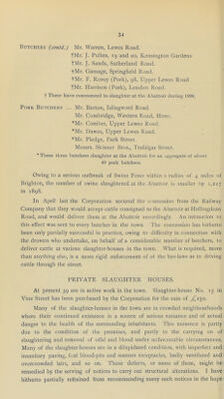 34
Butchers (contd.) Mr. Warren, Lewes Road.
†Mr. J. Pullen, 19 and 20, Kensington Gardens
†Mr. J. Sands, Sutherland Road.
†Mr. Gamage, Springfield Road.
†Mr. F. Roney (Pork), 98, Upper Lewes Road
†Mr. Harrison (Pork), London Road.
† These have commenced to slaughter at the Abattoir during 1898.
Pork Butchers ... Mr. Barton, Islingword Road.
Mr. Combridge, Western Road, Hove.
*Mr. Comber, Upper Lewes Road.
*Mr. Dawes, Upper Lewes Road.
*Mr. Pledge, Park Street
Messrs. Skinner Bros., Trafalgar Street.
* These three butchers slaughter at the Abattoir for an aggregate of about
40 pork butchers.
Owing to a serious outbreak of Swine Fever within a radius of 4 miles of
Brighton, the number of swine slaughtered at the Abattoir is smaller by 1,215
in 1898.
In April last the Corporation secured the concession from the Railway
Company that they would accept cattle consigned to the Abattoir at Hollingdean
Road, and would deliver them at the Abattoir accordingly. An intimation to
this effect was sent to every butcher in the town. The concession has hitherto
been only partially successful in practice, owing to difficulty in connection with
the drovers who undertake, on behalf of a considerable number of butchers, to
deliver cattle at various slaughter-houses in the town. What is required, more
than anything else, is a more rigid enforcement of of the bye-laws as to driving
cattle through the street.
PRIVATE SLAUGHTER HOUSES.
At present 39 are in active work in the town. Slaughter-house No. 15 in
Vine Street has been purchased by the Corporation for the sum of £250.
Many of the slaughter-houses in the town are in crowded neighbourhoods
where their continued existence is a source of serious nuisance and of actual
danger to the health of the surrounding inhabitants. This nuisance is partly
due to the condition of the premises, and partly to the carrying on of
slaughtering and removal of offal and blood under unfavourable circumstances.
Many of the slaughter-houses are in a dilapidated condition, with imperfect and
insanitary paving, foul blood-pits and manure receptacles, badly ventilated and
overcrowded lairs, and so on. These defects, or most of them, might be
remedied by the serving of notices to carry out structural alterations. I have
hitherto partially refrained from recommending many such notices in the hope